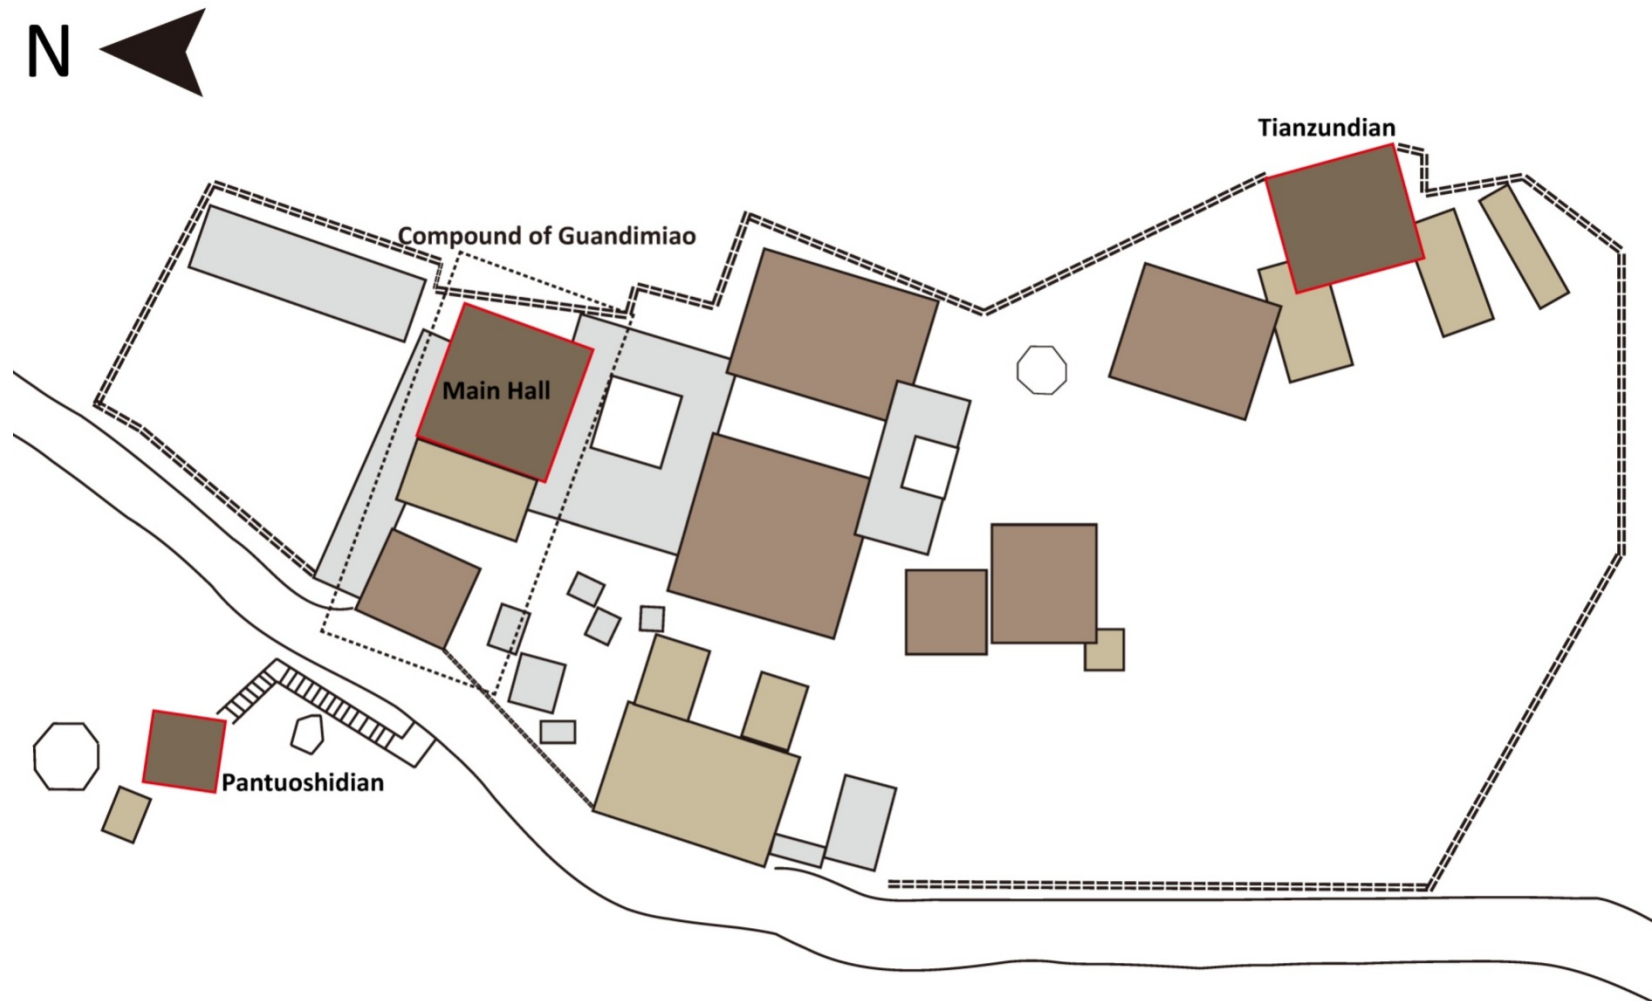 N
Tianzundian
Compound of Guandimiao
Main Hall
Pantuoshidian